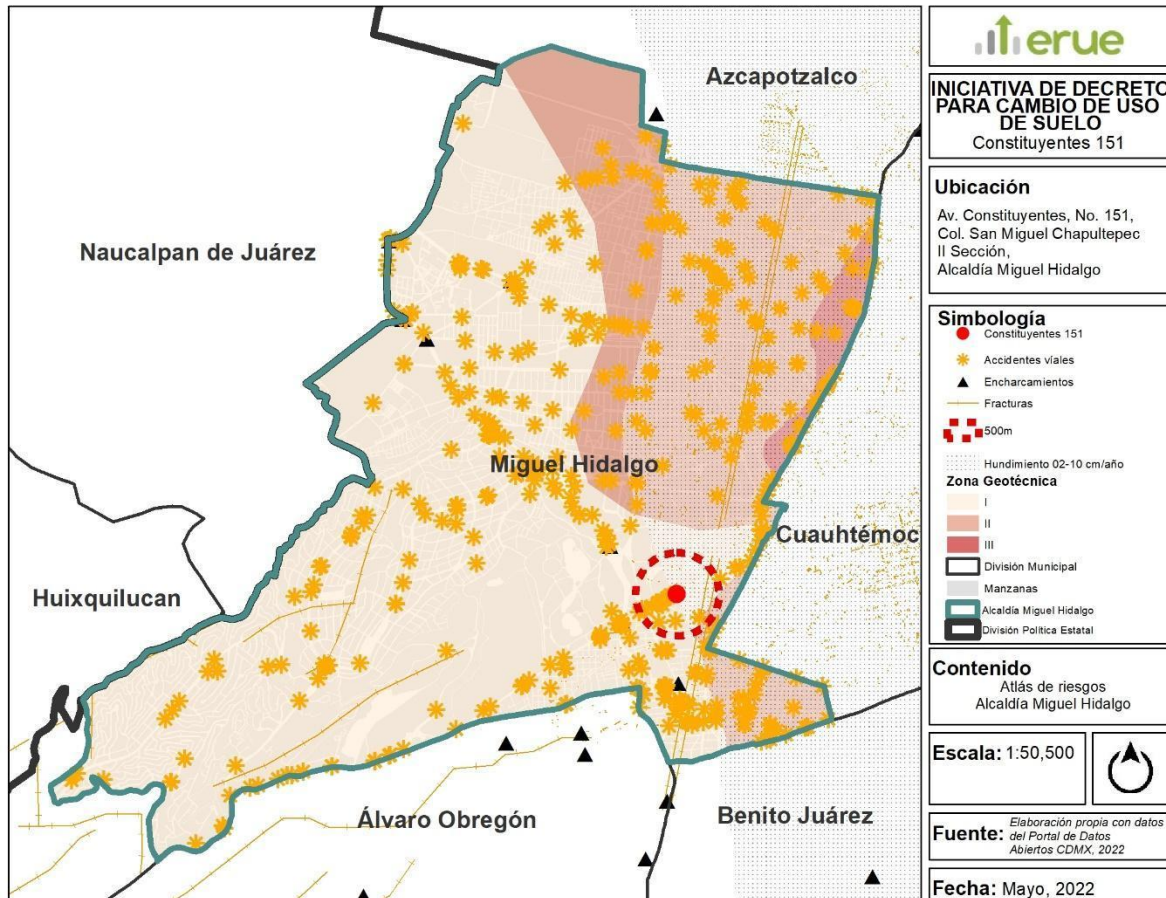 Azcapotzalco
Naucalpan de Juárez
Miguel Hidalgo
Cuauhtémoc
Huixquilucan
Álvaro Obregón
Benito Juárez
erue
INICIATIVA DE DECRETO
PARA CAMBIO DE USO
DE SUELO
Constituyentes 151
Ubicación
Av. Constituyentes, No. 151,
Col. San Miguel Chapultepec
II Sección,
Alcaldía Miguel Hidalgo
Simbología
Constituyentes 151
Accidentes víales
Encharcamientos
Fracturas
500m
Hundimiento 02-10 cm/año
Zona Geotécnica
I
II
III
División Municipal
Manzanas
Alcaldía Miguel Hidalgo
División Política Estatal
Contenido
Atlás de riesgos
Alcaldía Miguel Hidalgo
Escala: 1:50,500
Fuente: Elaboración propia con datos
del Portal de Datos
Abiertos CDMX, 2022
Fecha: Mayo, 2022